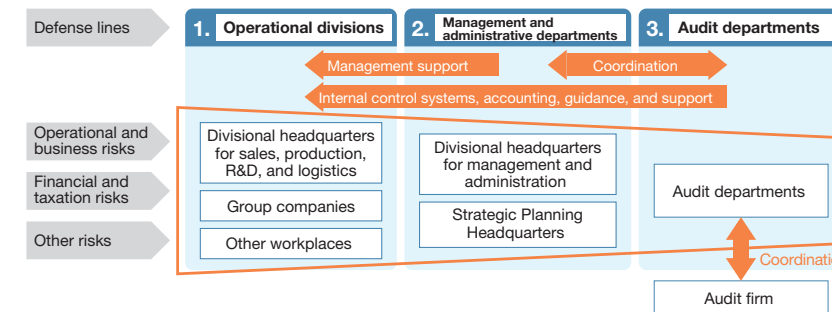 Defense lines
1. Operational divisions
2. Management and
administrative departments
3. Audit departments
Management support
Coordination
Internal control systems, accounting, guidance, and support
Operational and
business risks
Financial and
taxation risks
Other risks
Divisional headquarters
for sales, production,
R&D, and logistics
Group companies
Other workplaces
Divisional headquarters
for management and
administration
Strategic Planning
Headquarters
Audit departments
Coordinati
Audit firm